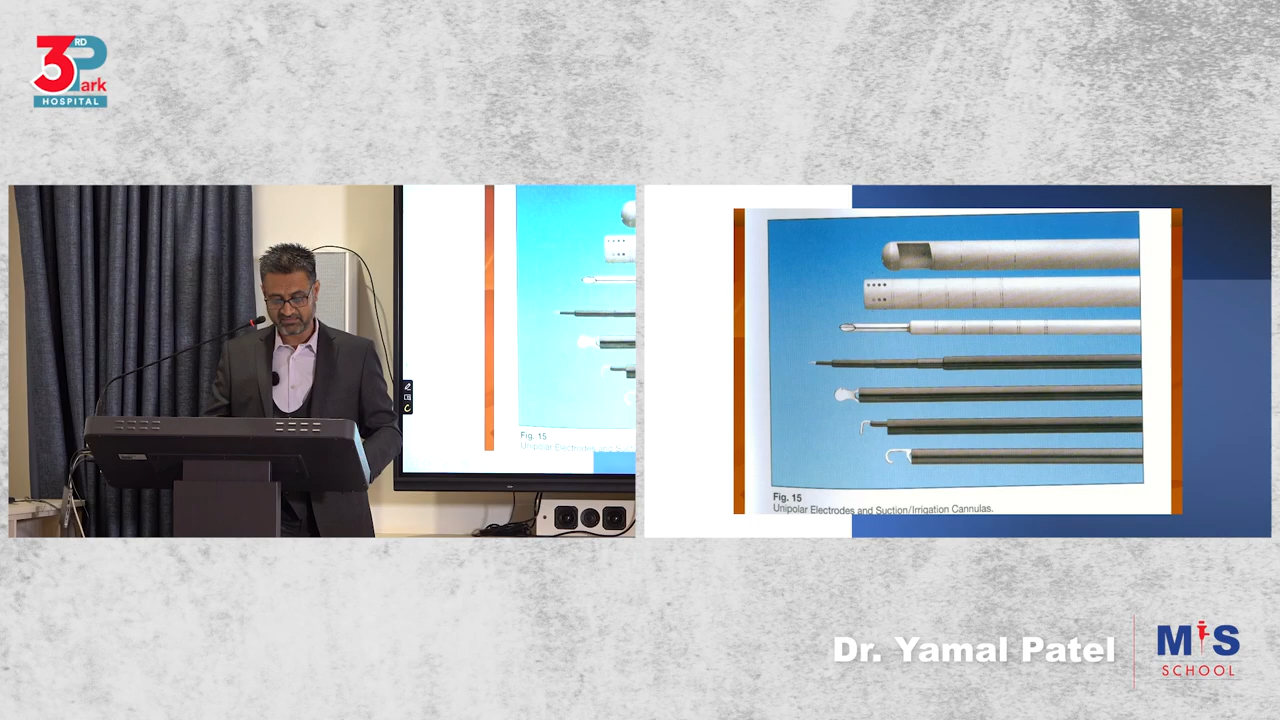 3RD Park
HOSPITAL
Fig. 15
Unipolar Electrodes and Suct
Fig. 15
Unipolar Electrodes and Suction/Irrigation Cannulas.
Dr. Yamal Patel
MIS
SCHOOL